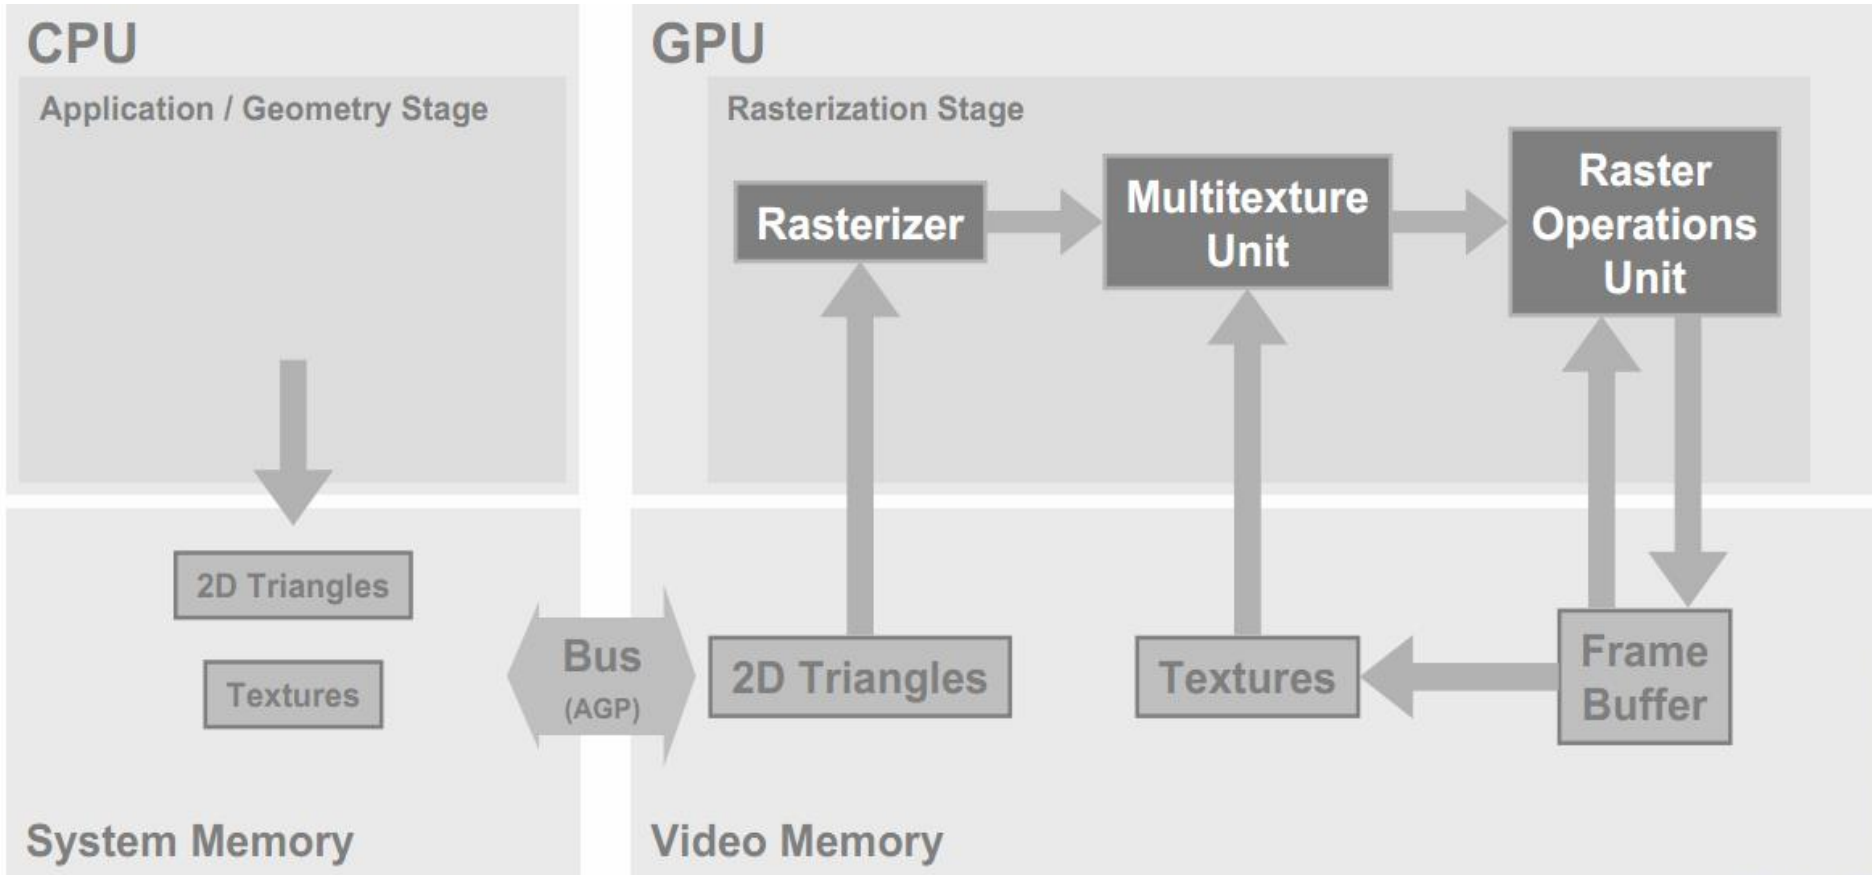 CPU
Application / Geometry Stage
2D Triangles
Textures
System Memory
Bus
(AGP)
GPU
Rasterization Stage
Rasterizer
Multitexture
Unit
Raster
Operations
Unit
2D Triangles
Textures
Frame
Buffer
Video Memory